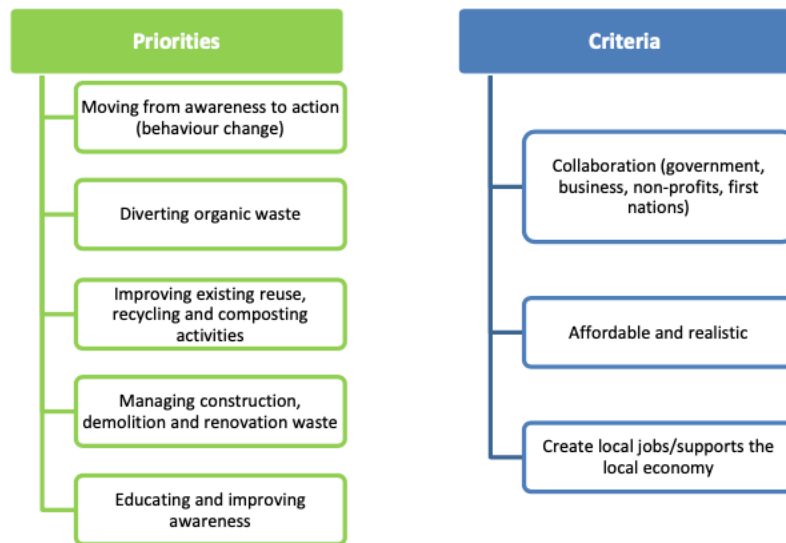 Priorities
Moving from awareness to action
(behaviour change)
Diverting organic waste
Improving existing reuse,
recycling and composting
activities
Managing construction,
demolition and renovation waste
Educating and improving
awareness
Criteria
Collaboration (government,
business, non-profits, first
nations)
Affordable and realistic
Create local jobs/supports the
local economy